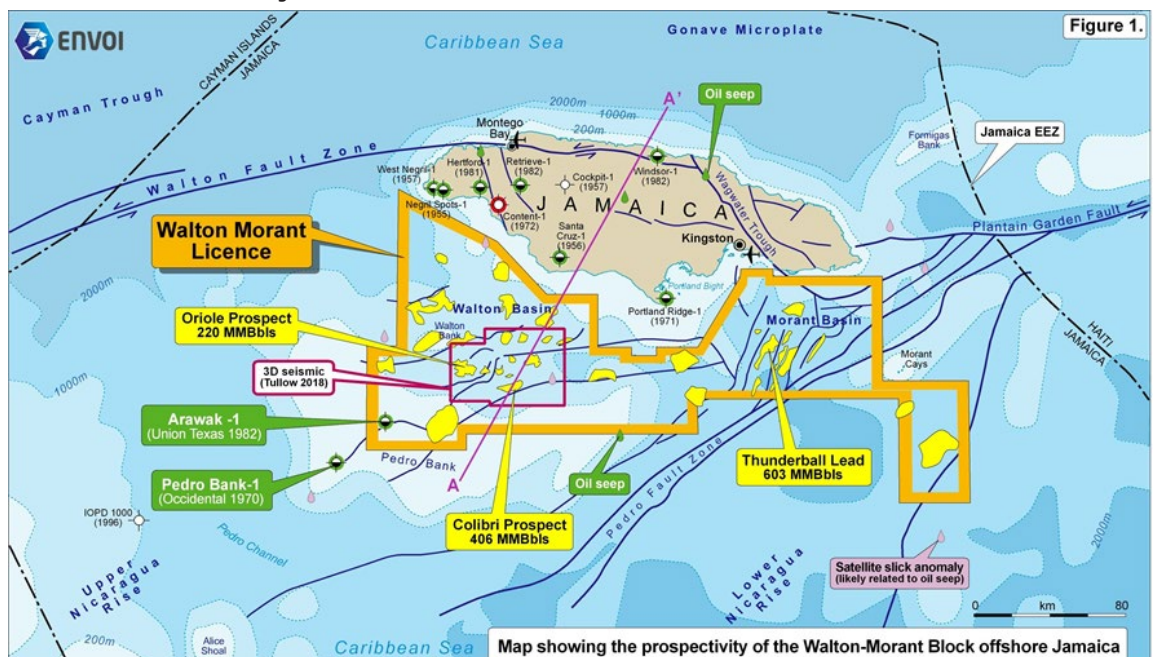 ENVOI
Figure 1.
CAYMAN ISLANDS
JAMAICA
Caribbean Sea
Gonave Microplate
Cayman Trough
2000m
1000m
200m
A'
Oil seep
Jamaica EEZ
Formigas
Bank
Montego
Bay
Walton Fault Zone
West Negril-1
(1957)
Hertford-1
(1981)
Retrieve-1
(1982)
Cockpit-1
(1957)
Windsor-1
(1982)
Negril Spots-1
(1955)
Content-1
(1972)
JAMAICA
Wagwater Trough
Santa
Cruz-1
(1956)
Kingston
Plantain Garden Fault
Walton Morant
Licence
2000m
Portland Bight
Portland Ridge-1
(1971)
HAITI
JAMAICA
Walton Basin
Morant Basin
Oriole Prospect
220 MMBbls
Walton
Bank
3D seismic
(Tullow 2018)
Morant
Cays
1000m
Arawak -1
(Union Texas 1982)
Pedro Bank
A
Pedro Bank-1
(Occidental 1970)
Oil seep
Thunderball Lead
603 MMBbls
Pedro Fault Zone
IOPD 1000
(1996)
Colibri Prospect
406 MMBbls
Pedro Channel
Upper
Nicaragua
Rise
Lower
Nicaragua
Rise
Satellite slick anomaly
(likely related to oil seep)
2000m
0 km 80
200m
Alice
Shoal
Caribbean Sea
Map showing the prospectivity of the Walton-Morant Block offshore Jamaica